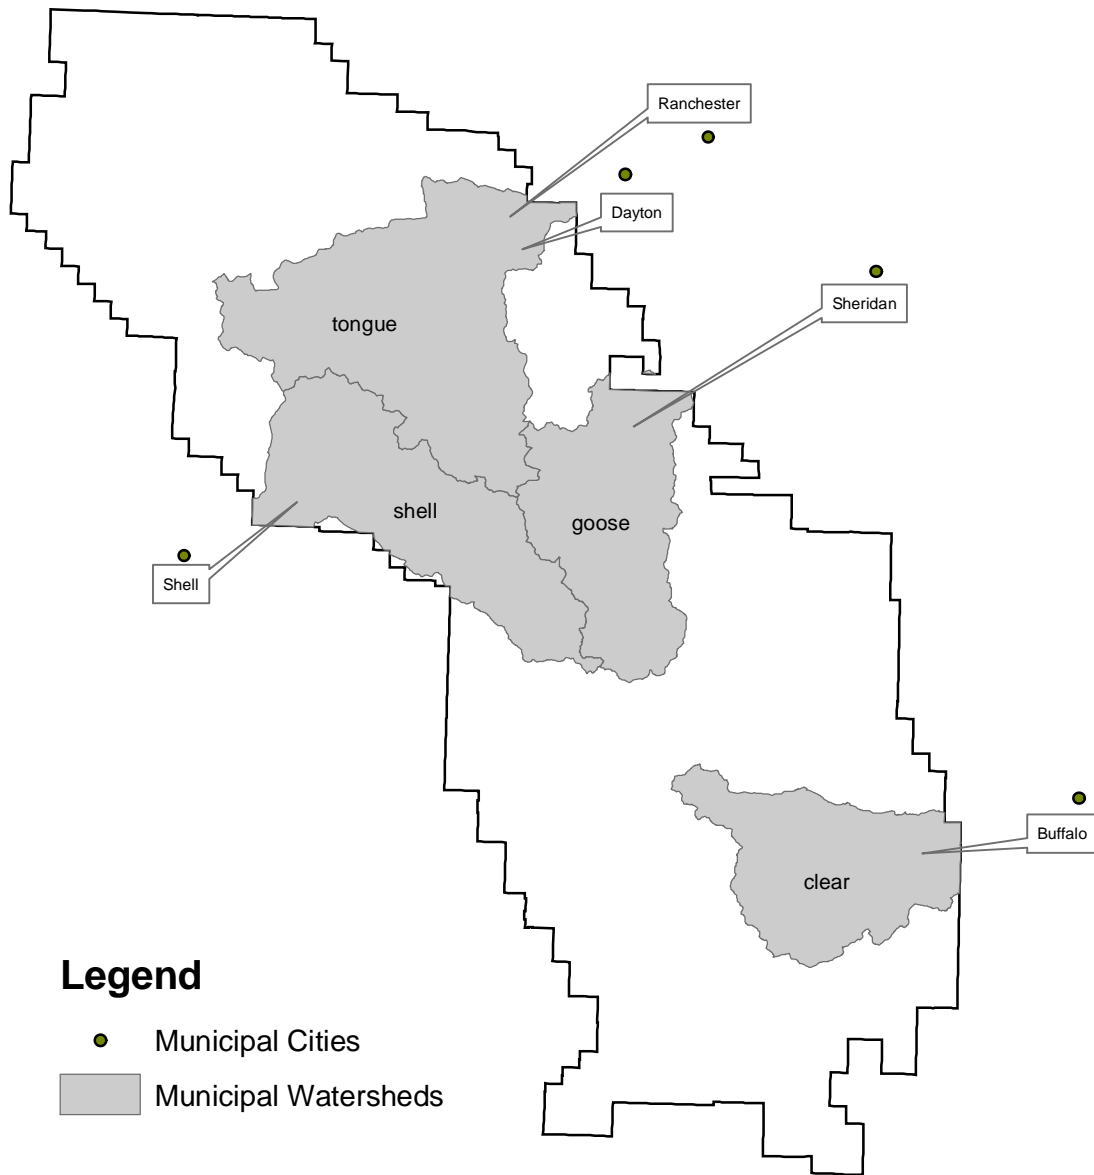 Ranchester
Dayton
Sheridan
tongue
shell
goose
Shell
Buffalo
clear
Legend
Municipal Cities
Municipal Watersheds